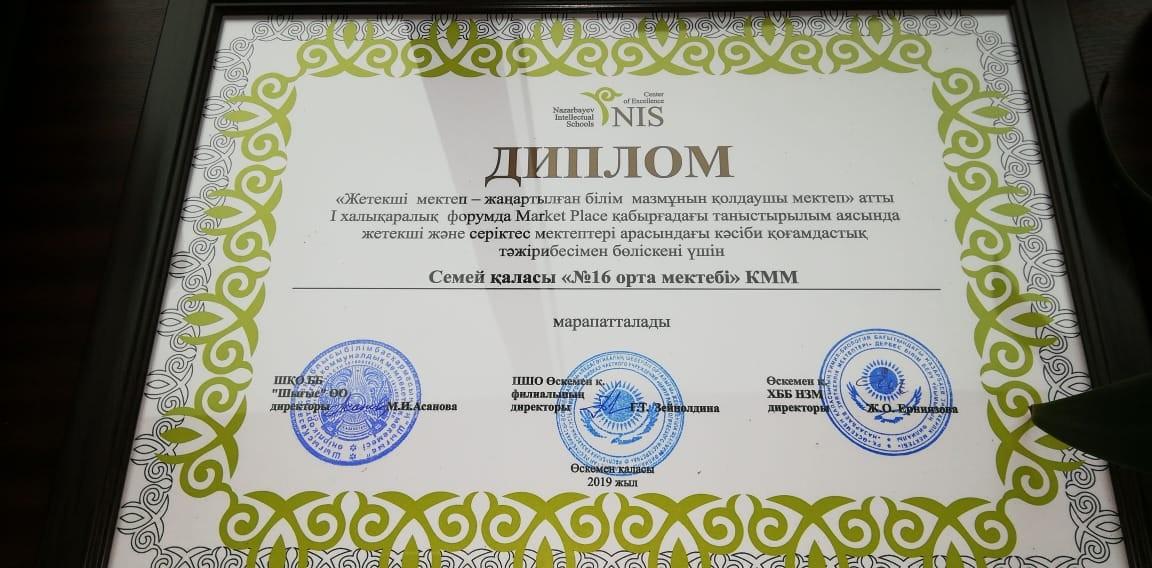 Nazarbayev
Intellectual
Schools
Center
of Excellence
NIS
ДИПЛОМ
«Жетекші мектеп – жаңартылған білім мазмұнын қолдаушы мектеп» атты
I халықаралық форумда Market Place қабырғадағы таныстырылым аясында
жетекші және серіктес мектептері арасындағы кәсіби қоғамдастық
тәжірибесімен бөліскені үшін
Семей қаласы «№16 орта мектебі» КММ
марапатталады
ШҚО ББ
"Шығыс" ӨО
директоры М.И.Асанова
ПШО Өскемен қ.
филиалының
директоры Г.Т. Зейнолдина
Өскемен қ.
ХББ НЗМ
директоры Ж.О. Ерниязова
Өскемен қаласы
2019 жыл